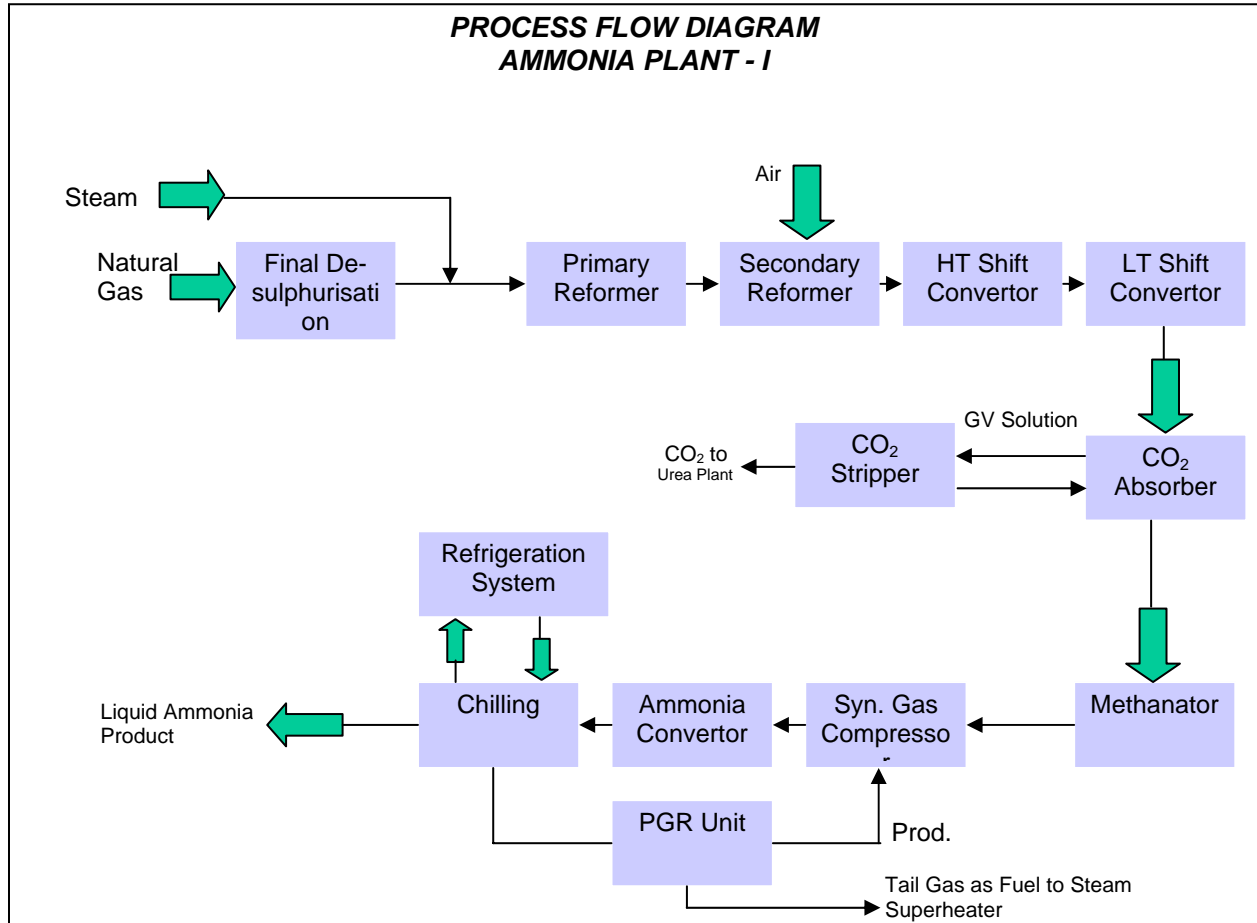 PROCESS FLOW DIAGRAM
AMMONIA PLANT - I
Steam
Air
Natural
Gas
Final De-
sulphurisati
on
Primary
Reformer
Secondary
Reformer
HT Shift
Convertor
LT Shift
Convertor
GV Solution
CO₂ to
Urea Plant
CO₂
Stripper
CO₂
Absorber
Refrigeration
System
Liquid Ammonia
Product
Chilling
Ammonia
Convertor
Syn. Gas
Compresso
r
Methanator
PGR Unit
Prod.
Tail Gas as Fuel to Steam
Superheater